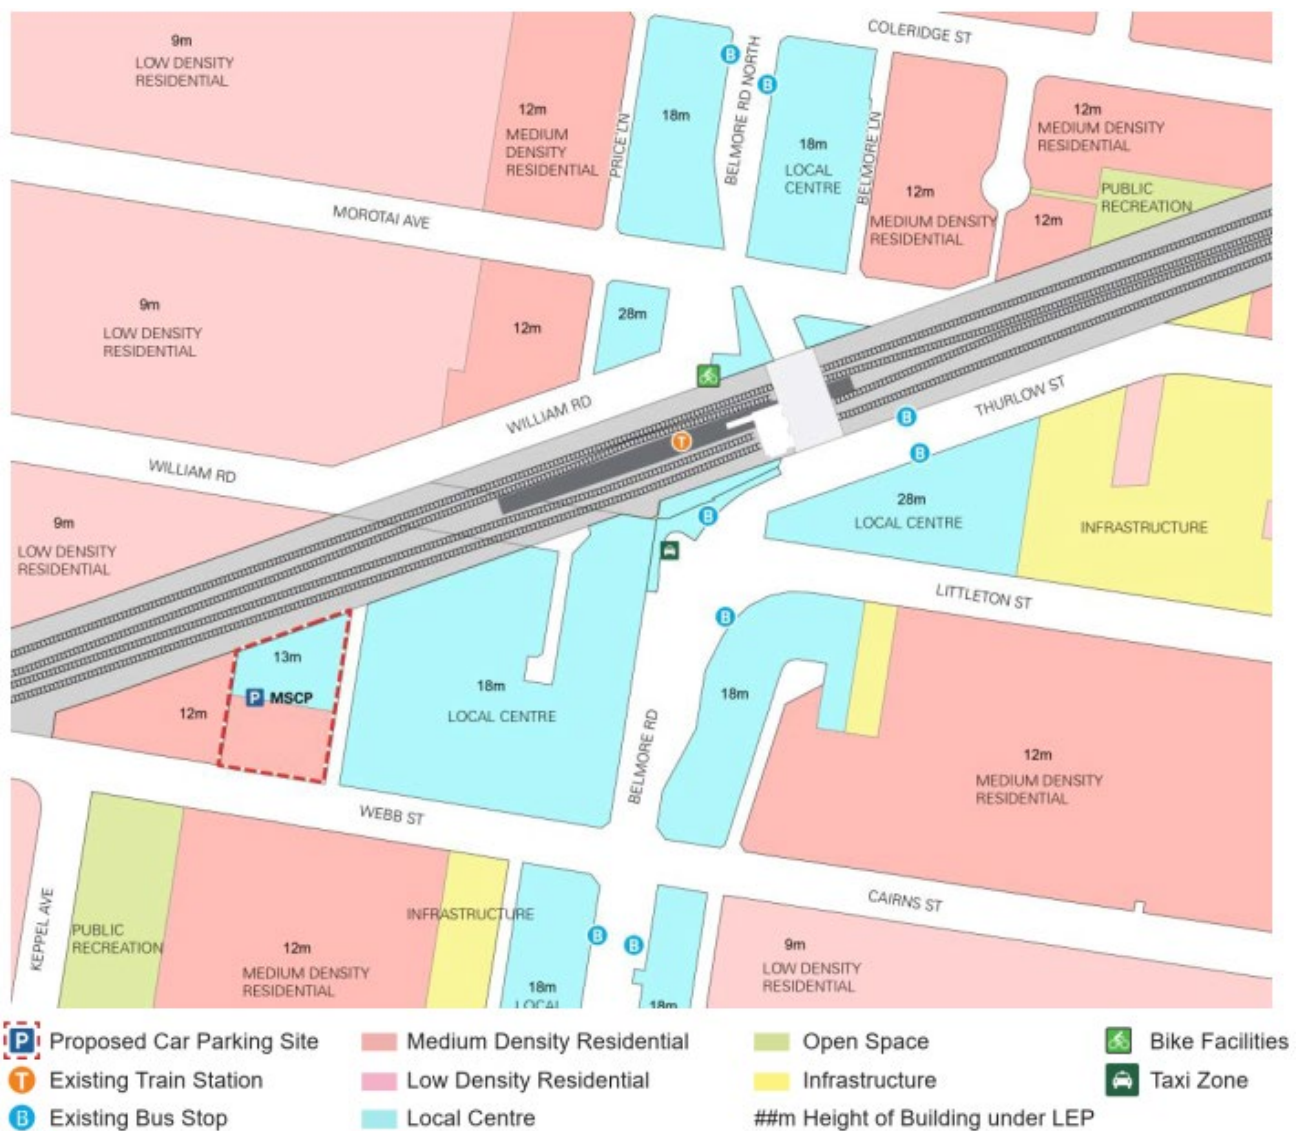 COLERIDGE ST
9m
LOW DENSITY
RESIDENTIAL
12m
MEDIUM
DENSITY
RESIDENTIAL
PRICE LN
18m
B
BELMORE RD NORTH
B
18m
LOCAL
CENTRE
BELMORE LN
12m
MEDIUM DENSITY
RESIDENTIAL
12m
MEDIUM DENSITY
RESIDENTIAL
PUBLIC
RECREATION
12m
MOROTAI AVE
9m
LOW DENSITY
RESIDENTIAL
12m
28m
WILLIAM RD
THURLOW ST
B
B
T
WILLIAM RD
9m
LOW DENSITY
RESIDENTIAL
28m
LOCAL CENTRE
INFRASTRUCTURE
B
LITTLETON ST
B
13m
P MSCP
12m
18m
LOCAL CENTRE
18m
BELMORE RD
12m
MEDIUM DENSITY
RESIDENTIAL
WEBB ST
CAIRNS ST
KEPPEL AVE
PUBLIC
RECREATION
INFRASTRUCTURE
12m
MEDIUM DENSITY
RESIDENTIAL
B
B
9m
LOW DENSITY
RESIDENTIAL
18m
LOCAL
18m
P Proposed Car Parking Site
T Existing Train Station
B Existing Bus Stop
Medium Density Residential
Low Density Residential
Local Centre
Open Space
Infrastructure
##m Height of Building under LEP
Bike Facilities
Taxi Zone